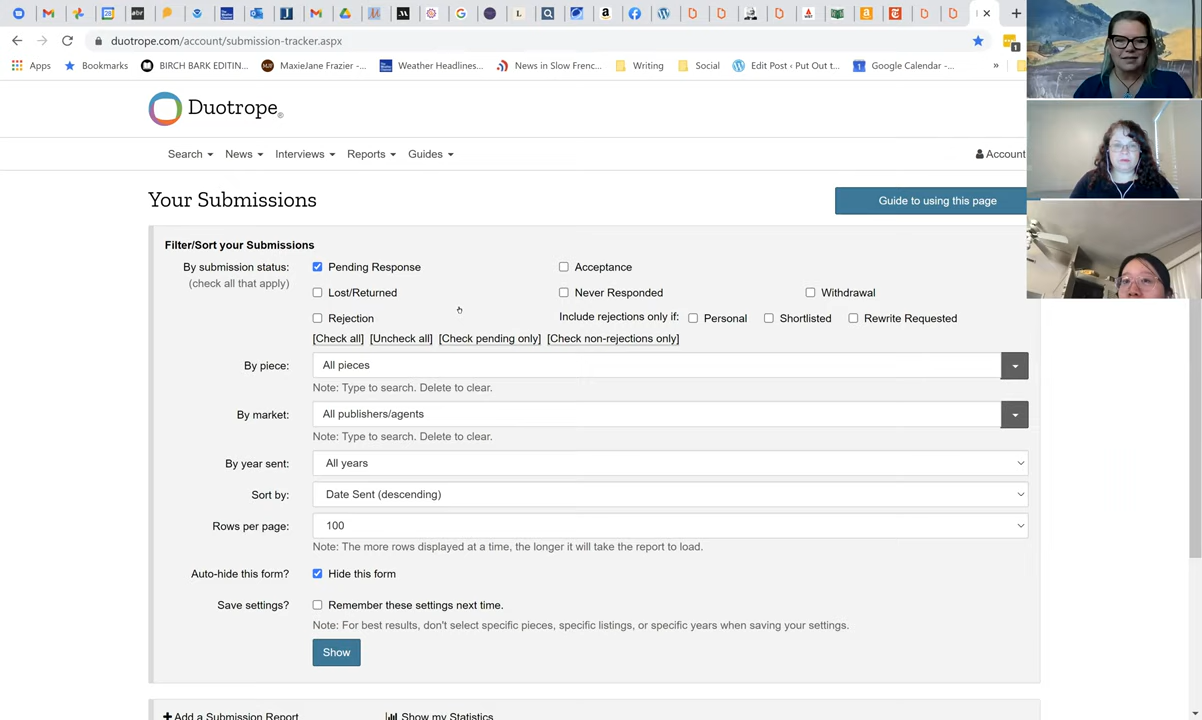 duotrope.com/account/submission-tracker.aspx
Apps Bookmarks BIRCH BARK EDITIN... MaxieJane Frazier -... Weather Headlines... News in Slow Frenc... Writing Social Edit Post ‹ Put Out t... Google Calendar -... »
Duotrope®
Search News Interviews Reports Guides Account
Your Submissions
Guide to using this page
Filter/Sort your Submissions
By submission status: Pending Response Acceptance
(check all that apply) Lost/Returned Never Responded Withdrawal
Rejection Include rejections only if: Personal Shortlisted Rewrite Requested
[Check all] [Uncheck all] [Check pending only] [Check non-rejections only]
By piece: All pieces
Note: Type to search. Delete to clear.
By market: All publishers/agents
Note: Type to search. Delete to clear.
By year sent: All years
Sort by: Date Sent (descending)
Rows per page: 100
Note: The more rows displayed at a time, the longer it will take the report to load.
Auto-hide this form? Hide this form
Save settings? Remember these settings next time.
Note: For best results, don't select specific pieces, specific listings, or specific years when saving your settings.
Show
Add a Submission Report Show my Statistics